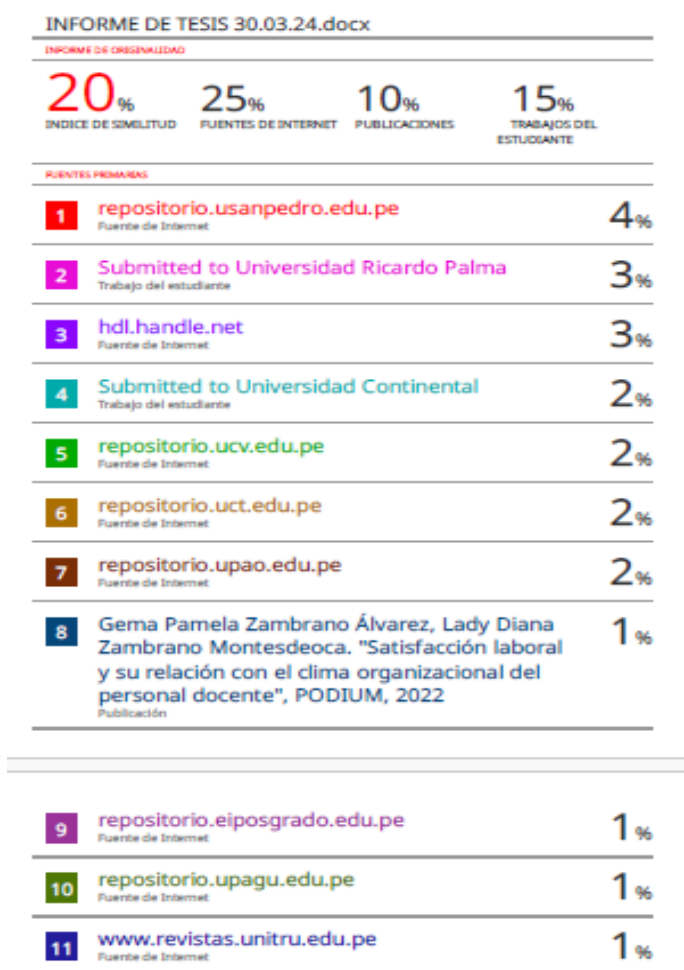 INFORME DE TESIS 30.03.24.docx
INFORME DE ORIGINALIDAD
20% 25% 10% 15%
INDICE DE SIMILITUD FUENTES DE INTERNET PUBLICACIONES TRABAJOS DEL
ESTUDIANTE
FUENTES PRIMARIAS
1 repositorio.usanpedro.edu.pe 4%
Fuente de Internet
2 Submitted to Universidad Ricardo Palma 3%
Trabajo del estudiante
3 hdl.handle.net 3%
Fuente de Internet
4 Submitted to Universidad Continental 2%
Trabajo del estudiante
5 repositorio.ucv.edu.pe 2%
Fuente de Internet
6 repositorio.uct.edu.pe 2%
Fuente de Internet
7 repositorio.upao.edu.pe 2%
Fuente de Internet
8 Gema Pamela Zambrano Álvarez, Lady Diana 1%
Zambrano Montesdeoca. "Satisfacción laboral
y su relación con el clima organizacional del
personal docente", PODIUM, 2022
Publicación
9 repositorio.eiposgrado.edu.pe 1%
Fuente de Internet
10 repositorio.upagu.edu.pe 1%
Fuente de Internet
11 www.revistas.unitru.edu.pe 1%
Fuente de Internet